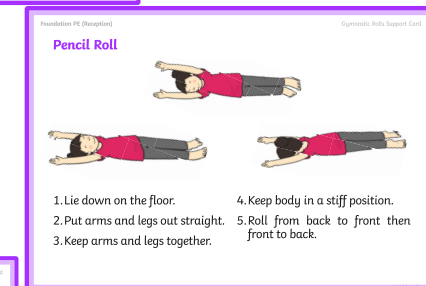 Foundation PE (Reception)
Gymnastic Rolls Support Card
Pencil Roll
1. Lie down on the floor.
2. Put arms and legs out straight.
3. Keep arms and legs together.
4. Keep body in a stiff position.
5. Roll from back to front then
front to back.